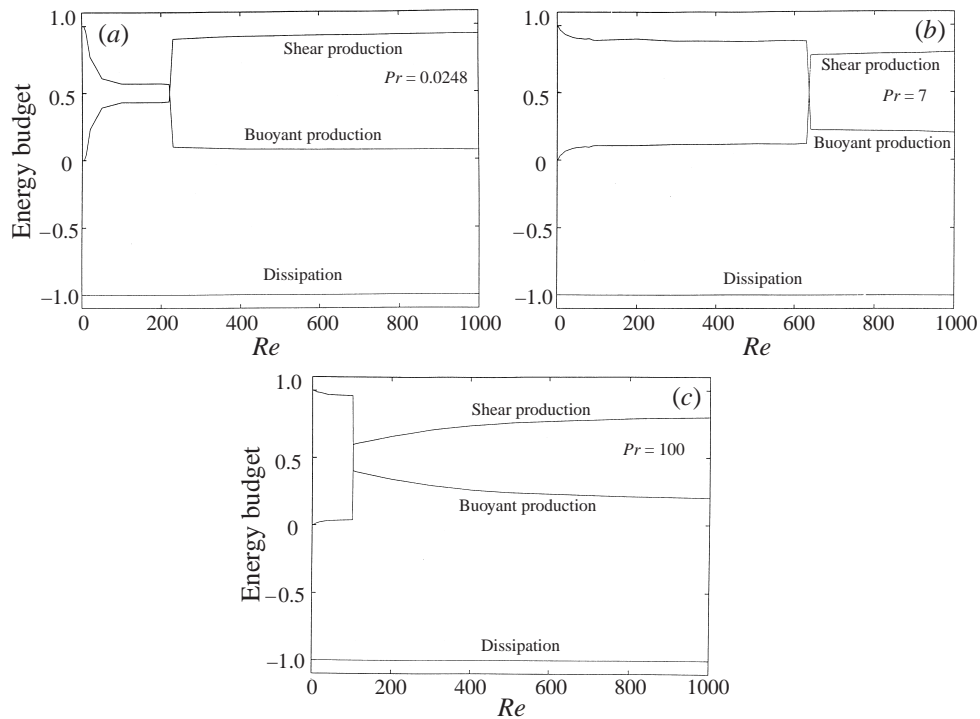 1.0
(a)
Shear production
Pr = 0.0248
0.5
Energy budget
Buoyant production
0
−0.5
Dissipation
−1.0
0 200 400 600 800 1000
Re
1.0
(b)
Shear production
0.5
Pr = 7
Buoyant production
0
−0.5
Dissipation
−1.0
0 200 400 600 800 1000
Re
1.0
(c)
Shear production
Pr = 100
0.5
Energy budget
Buoyant production
0
−0.5
Dissipation
−1.0
0 200 400 600 800 1000
Re